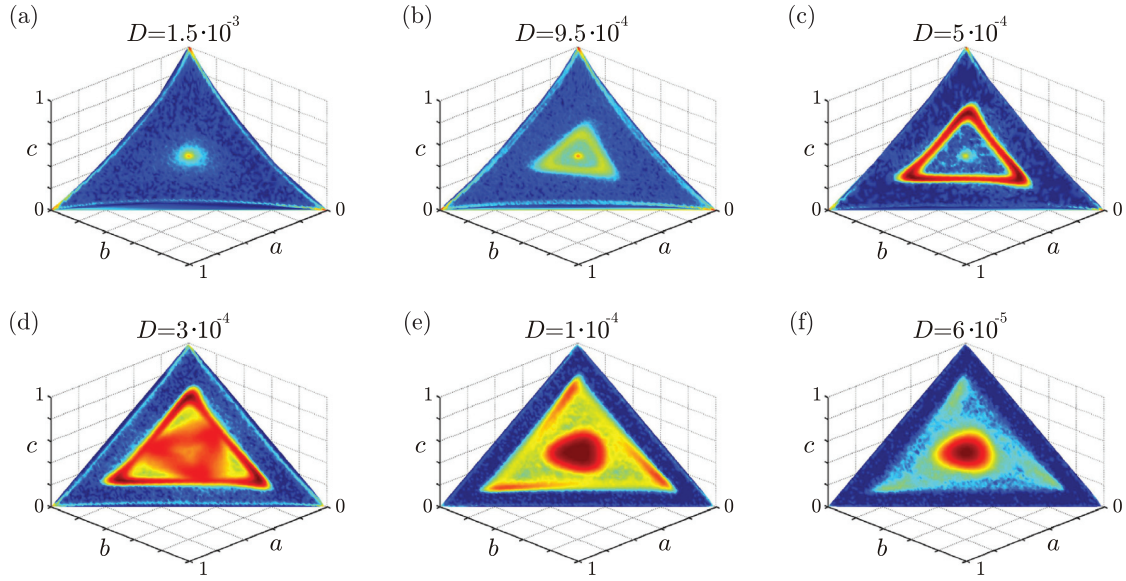 (a) (b) (c)
D=1.5·10⁻³ D=9.5·10⁻⁴ D=5·10⁻⁴
1 1 1
c c c
0 0 0 0 0 0
b a b a b a
1 1 1
(d) (e) (f)
D=3·10⁻⁴ D=1·10⁻⁴ D=6·10⁻⁵
1 1 1
c c c
0 0 0 0 0 0
b a b a b a
1 1 1